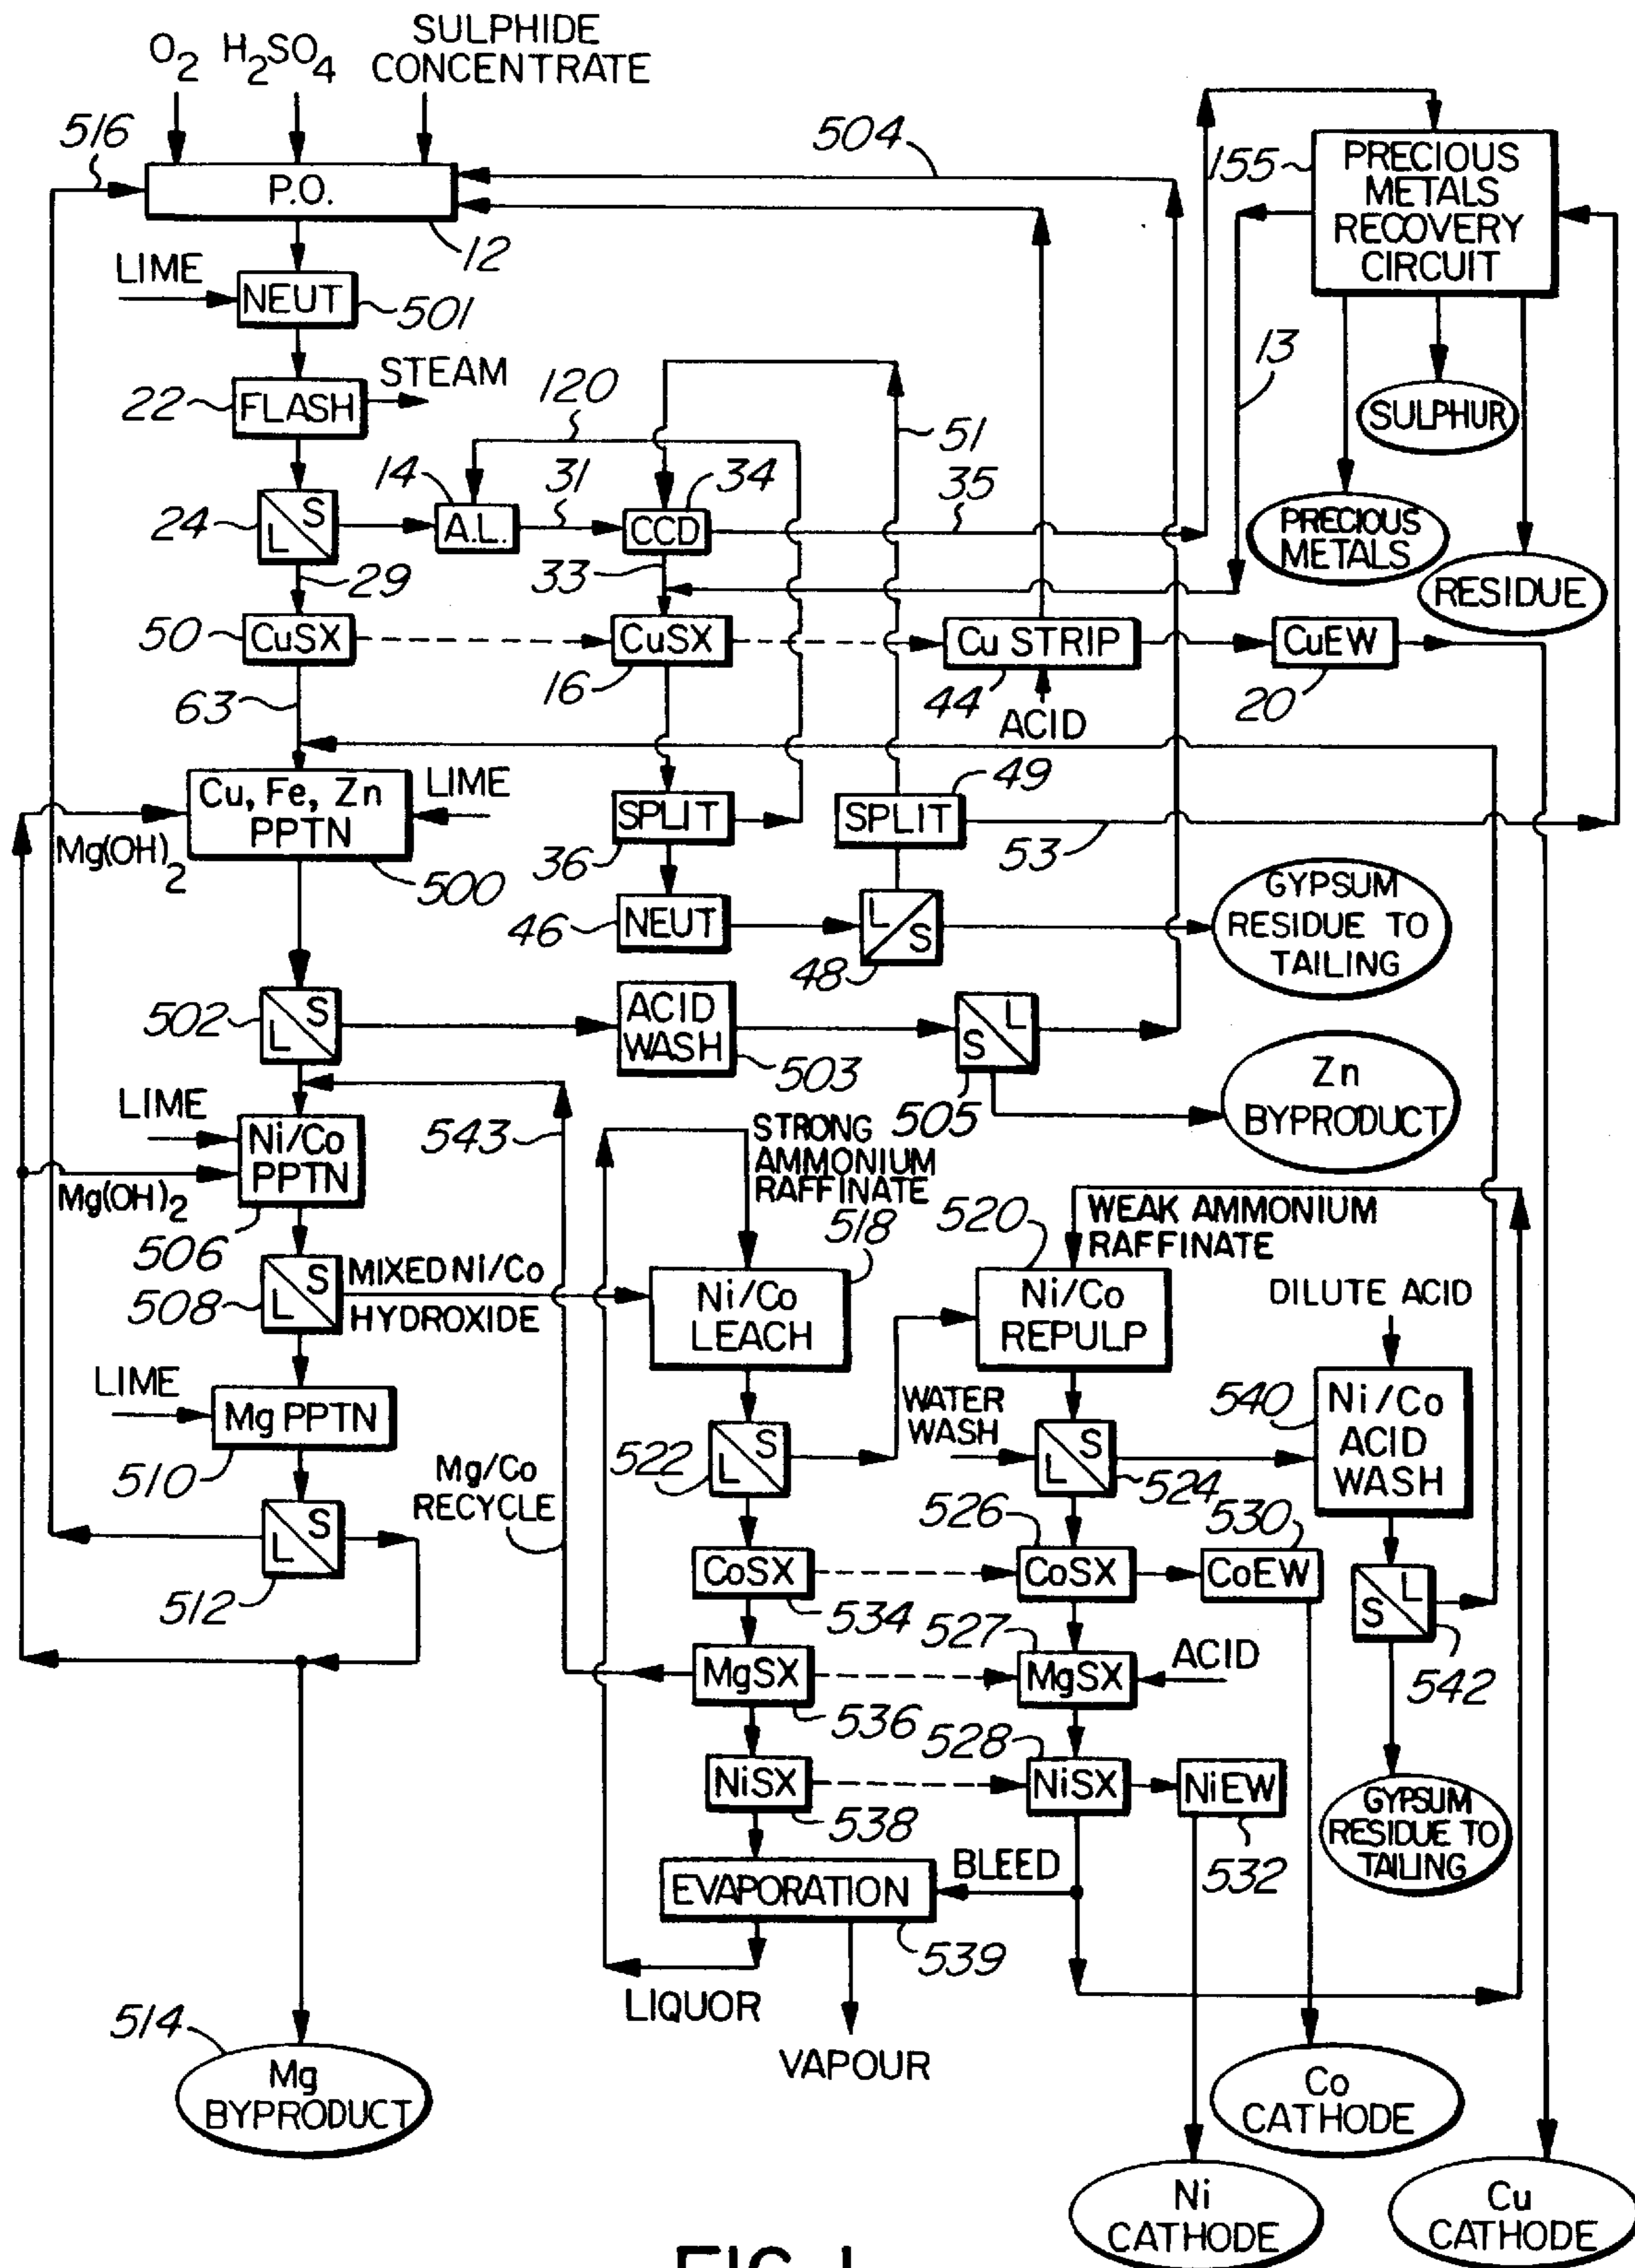 O2 H2SO4 SULPHIDE
CONCENTRATE
516
504
155
PRECIOUS
METALS
RECOVERY
CIRCUIT
P.O.
12
LIME
NEUT
501
13
STEAM
22
FLASH
120
51
SULPHUR
14
31
34
35
24
S
L
A.L.
CCD
PRECIOUS
METALS
29
33
RESIDUE
50
CuSX
CuSX
Cu STRIP
CuEW
16
44
20
63
ACID
Cu, Fe, Zn
PPTN
LIME
49
SPLIT
SPLIT
Mg(OH)2
36
53
500
GYPSUM
RESIDUE TO
TAILING
46
NEUT
L
S
48
502
S
L
ACID
WASH
503
L
S
505
Zn
BYPRODUCT
LIME
543
STRONG
AMMONIUM
RAFFINATE
Ni/Co
PPTN
Mg(OH)2
506
518
520
WEAK AMMONIUM
RAFFINATE
508
S
L
MIXED Ni/Co
HYDROXIDE
Ni/Co
LEACH
Ni/Co
REPULP
DILUTE ACID
LIME
Mg PPTN
510
WATER
WASH
540
Ni/Co
ACID
WASH
522
S
L
S
L
524
Mg/Co
RECYCLE
526
530
S
L
512
CoSX
CoSX
CoEW
534
L
S
542
527
ACID
MgSX
MgSX
536
528
NiSX
NiSX
NiEW
538
532
GYPSUM
RESIDUE TO
TAILING
BLEED
EVAPORATION
539
LIQUOR
VAPOUR
514
Mg
BYPRODUCT
Co
CATHODE
Ni
CATHODE
Cu
CATHODE
FIG. 1